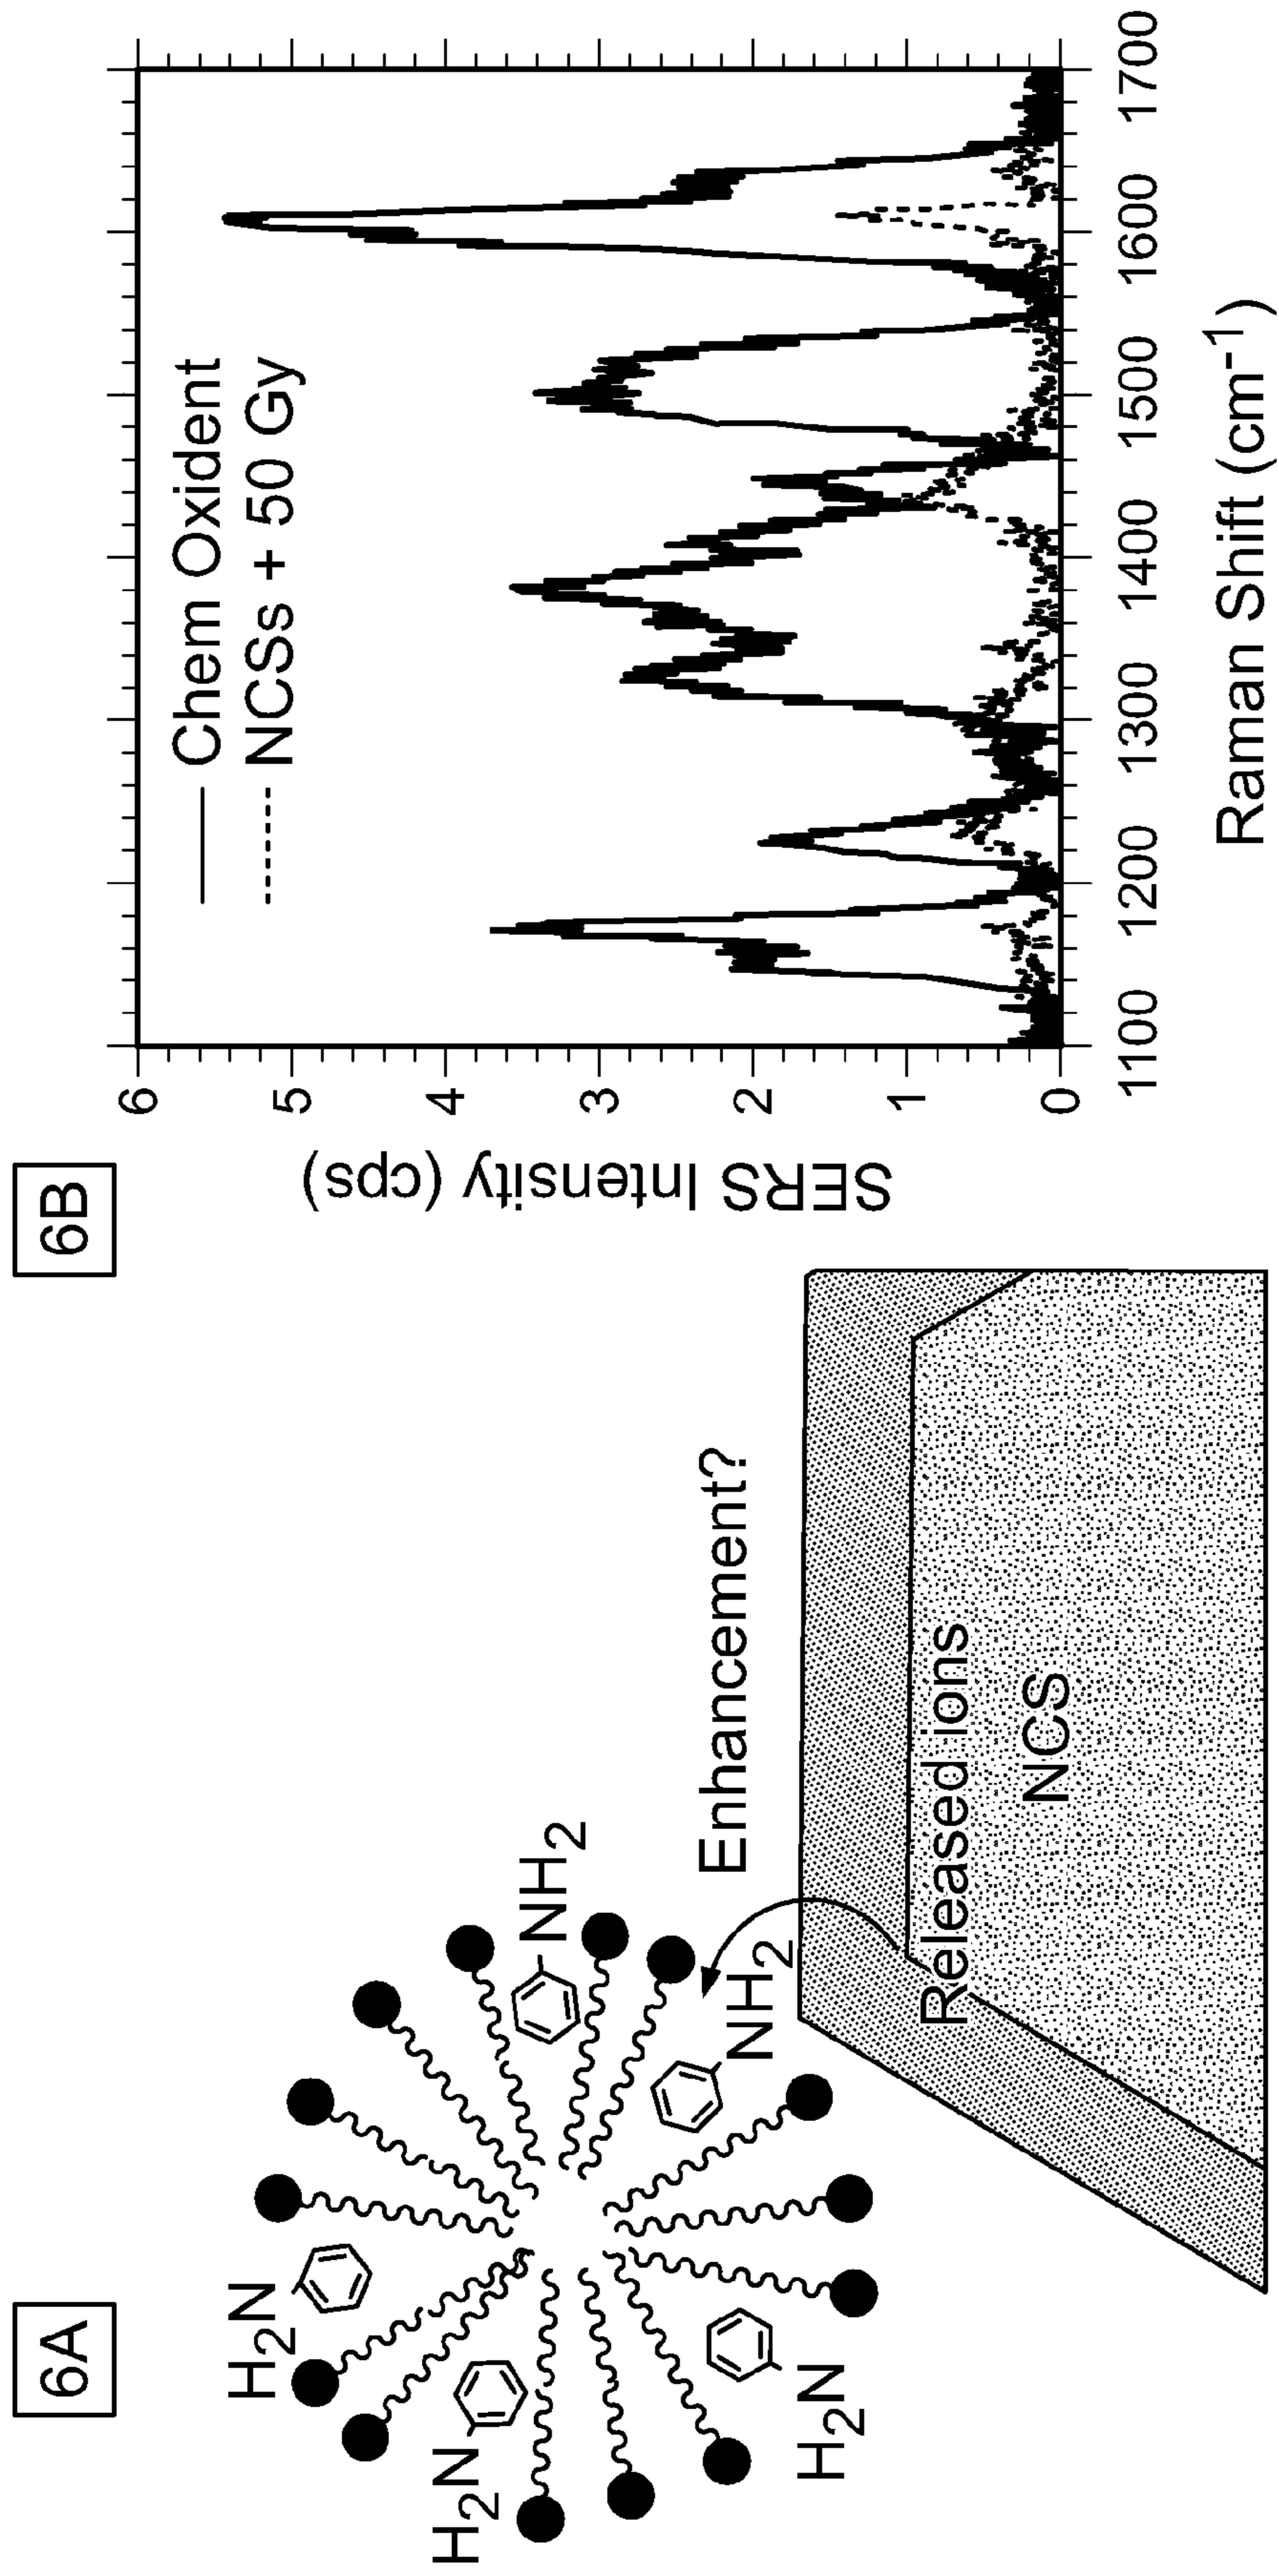 6A
H2N
H2N
H2N
NH2
NH2
Enhancement?
Released ions
NCS
6B
Chem Oxident
NCSs + 50 Gy
SERS Intensity (cps)
6
5
4
3
2
1
0
1100 1200 1300 1400 1500 1600 1700
Raman Shift (cm-1)